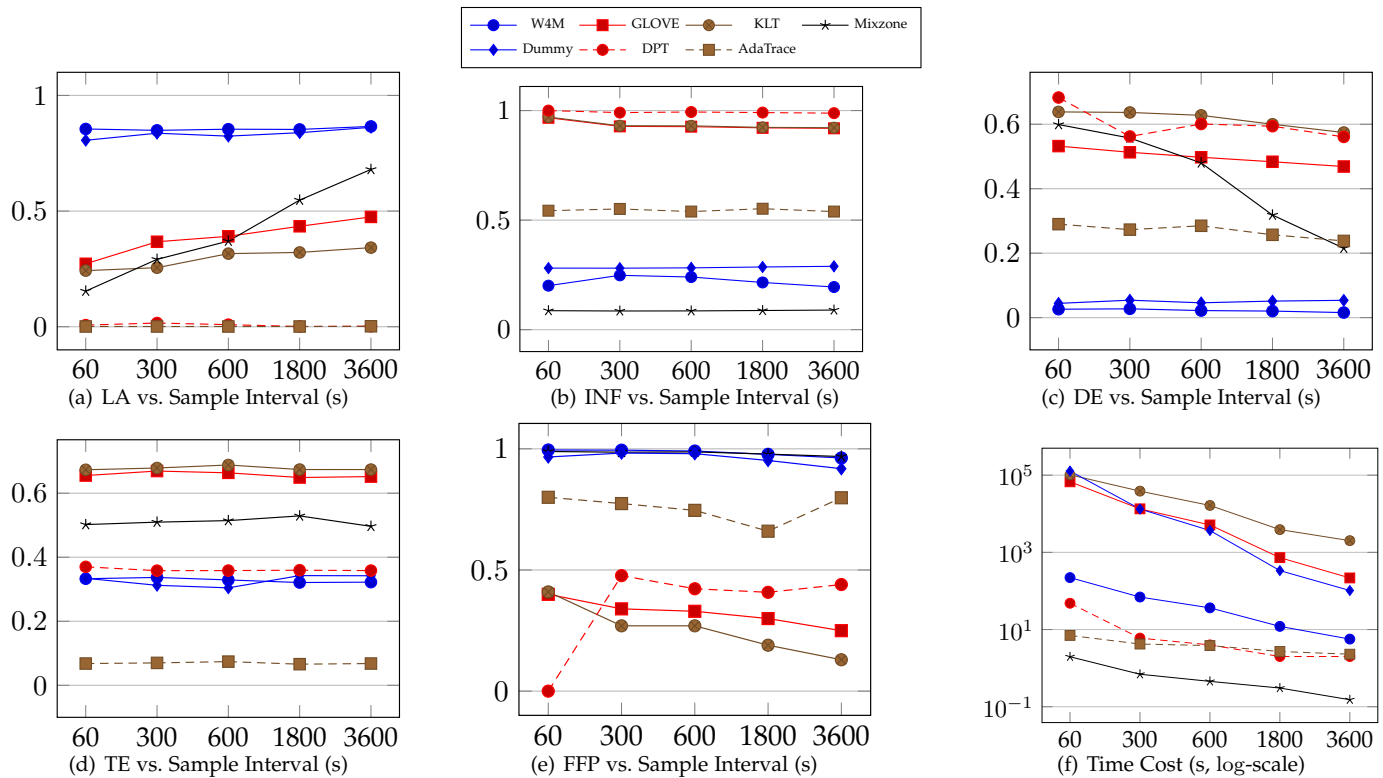 W4M GLOVE KLT Mixzone
Dummy DPT AdaTrace
1
0.5
0
60 300 600 1800 3600
(a) LA vs. Sample Interval (s)
1
0.5
0
60 300 600 1800 3600
(b) INF vs. Sample Interval (s)
0.6
0.4
0.2
0
60 300 600 1800 3600
(c) DE vs. Sample Interval (s)
0.6
0.4
0.2
0
60 300 600 1800 3600
(d) TE vs. Sample Interval (s)
1
0.5
0
60 300 600 1800 3600
(e) FFP vs. Sample Interval (s)
10^5
10^3
10^1
10^−1
60 300 600 1800 3600
(f) Time Cost (s, log-scale)